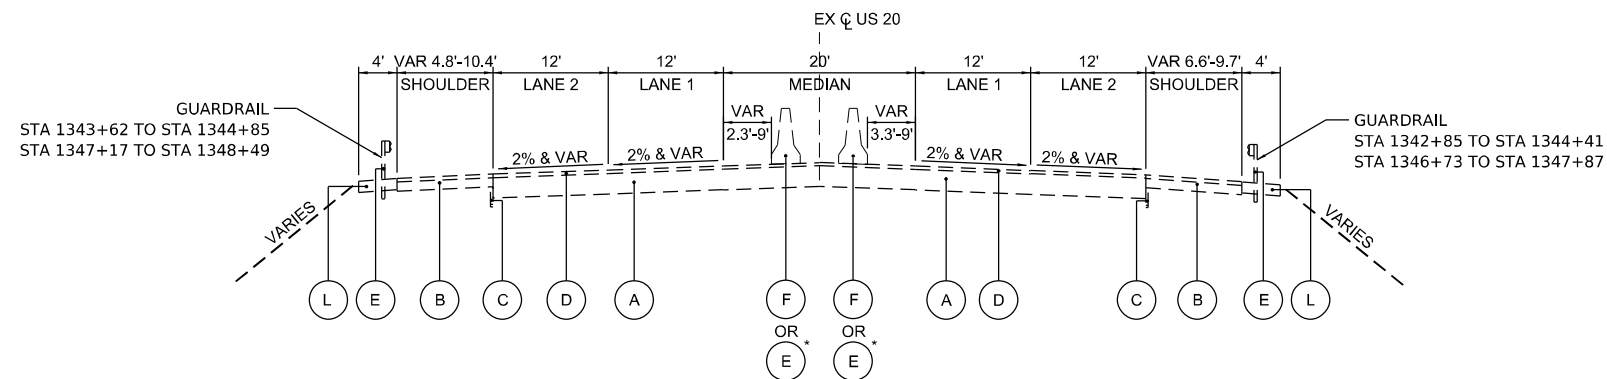 EX ℄ US 20
4' VAR 4.8'-10.4' 12' 12' 20' 12' 12' VAR 6.6'-9.7' 4'
SHOULDER LANE 2 LANE 1 MEDIAN LANE 1 LANE 2 SHOULDER
GUARDRAIL
STA 1343+62 TO STA 1344+85
STA 1347+17 TO STA 1348+49
VAR
2.3'-9'
VAR
3.3'-9'
GUARDRAIL
STA 1342+85 TO STA 1344+41
STA 1346+73 TO STA 1347+87
2% & VAR 2% & VAR 2% & VAR 2% & VAR
VARIES
VARIES
L E B C D A F F A D C B E L
OR OR
E* E*